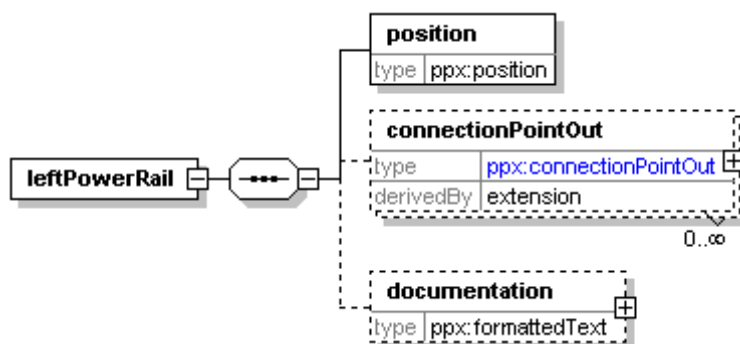 position
type ppx:position
connectionPointOut
type ppx:connectionPointOut
derivedBy extension
0..∞
leftPowerRail
documentation
type ppx:formattedText